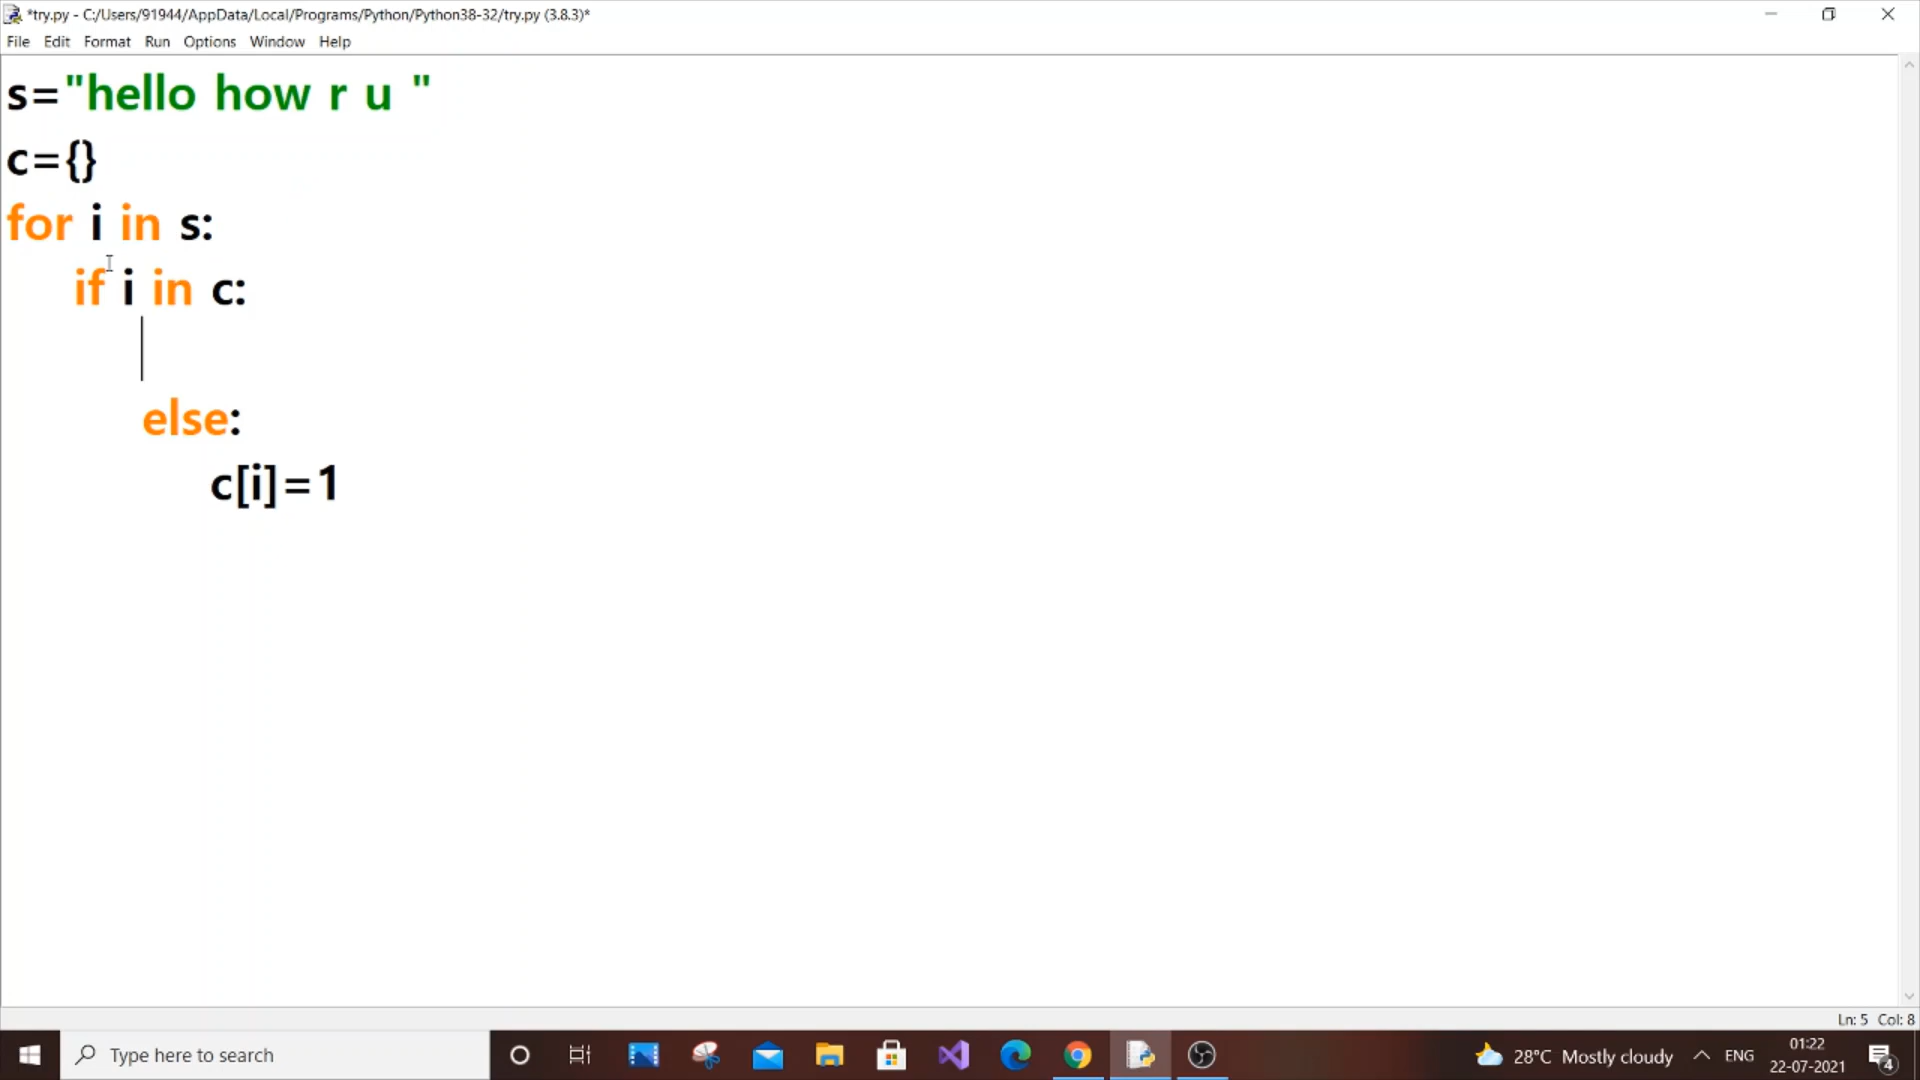 *try.py - C:/Users/91944/AppData/Local/Programs/Python/Python38-32/try.py (3.8.3)*
File Edit Format Run Options Window Help
s="hello how r u "
c={}
for i in s:
    if i in c:
        else:
            c[i]=1
Ln: 5 Col: 8
Type here to search
28°C Mostly cloudy
ENG
01:22
22-07-2021
4